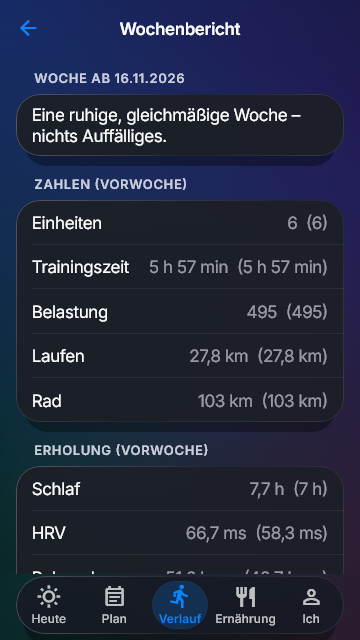 Wochenbericht
WOCHE AB 16.11.2026
Eine ruhige, gleichmäßige Woche –
nichts Auffälliges.
ZAHLEN (VORWOCHE)
Einheiten 6 (6)
Trainingszeit 5 h 57 min (5 h 57 min)
Belastung 495 (495)
Laufen 27,8 km (27,8 km)
Rad 103 km (103 km)
ERHOLUNG (VORWOCHE)
Schlaf 7,7 h (7 h)
HRV 66,7 ms (58,3 ms)
Heute Plan Verlauf Ernährung Ich